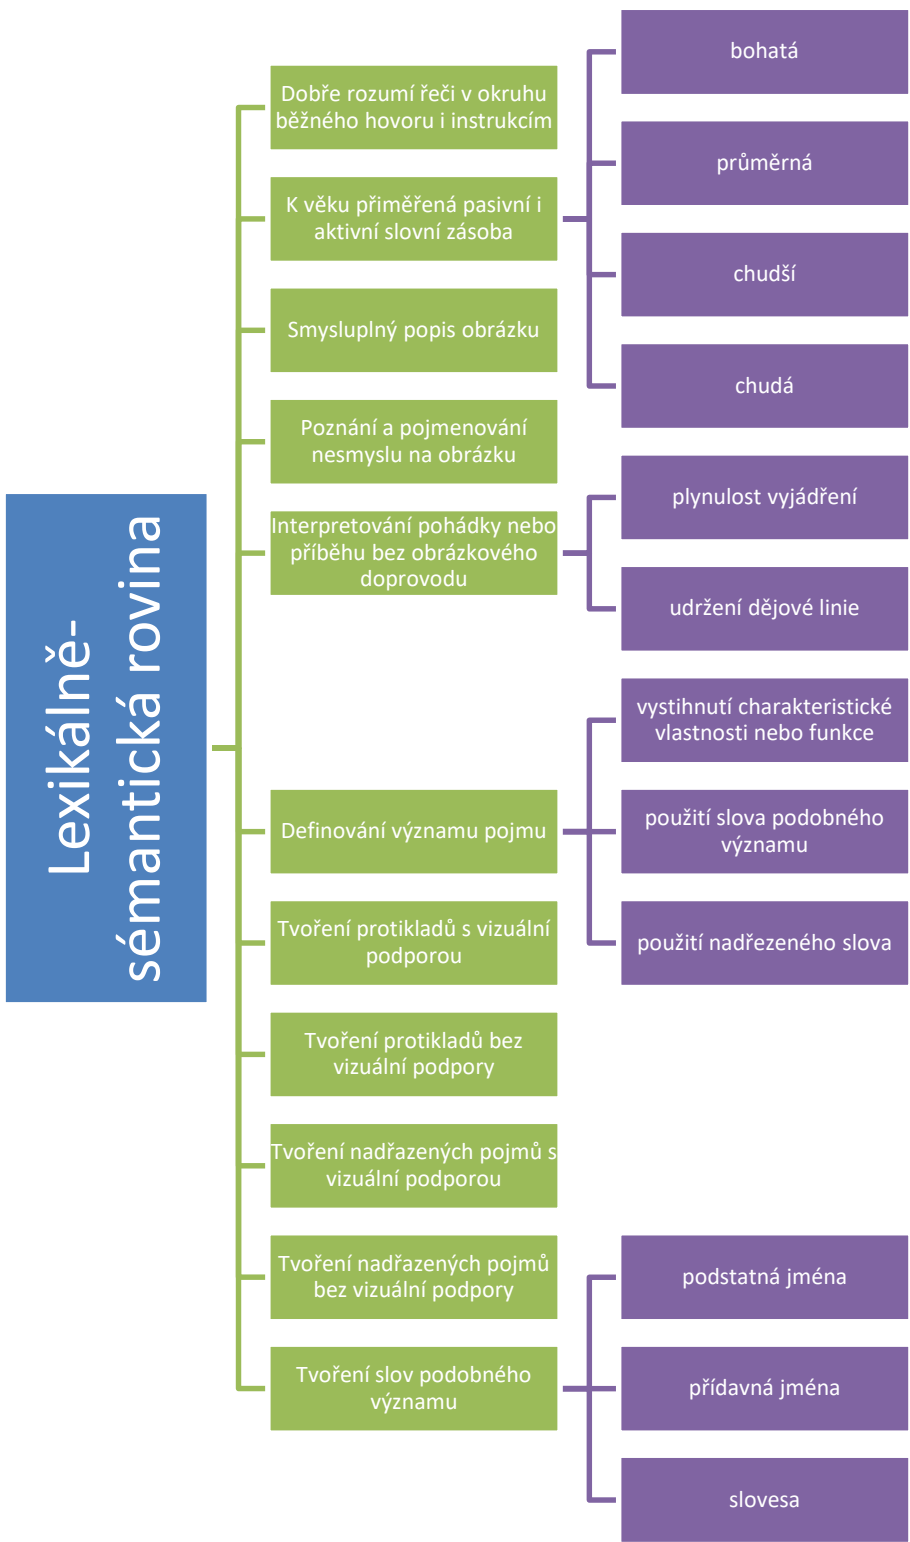 Lexikálně-
sémantická rovina
Dobře rozumí řeči v okruhu
běžného hovoru i instrukcím
K věku přiměřená pasivní i
aktivní slovní zásoba
bohatá
průměrná
chudší
chudá
Smysluplný popis obrázku
Poznání a pojmenování
nesmyslu na obrázku
Interpretování pohádky nebo
příběhu bez obrázkového
doprovodu
plynulost vyjádření
udržení dějové linie
Definování významu pojmu
vystihnutí charakteristické
vlastnosti nebo funkce
použití slova podobného
významu
použití nadřezeného slova
Tvoření protikladů s vizuální
podporou
Tvoření protikladů bez
vizuální podpory
Tvoření nadřazených pojmů s
vizuální podporou
Tvoření nadřazených pojmů
bez vizuální podpory
Tvoření slov podobného
významu
podstatná jména
přídavná jména
slovesa